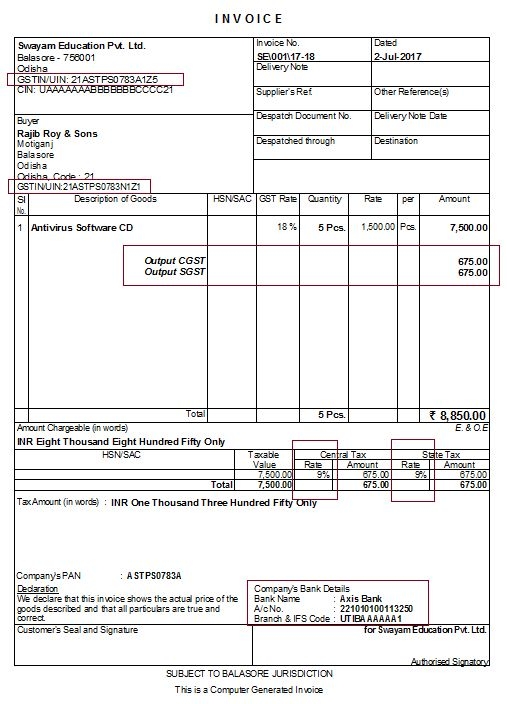 INVOICE
Swayam Education Pvt. Ltd.
Balasore - 756001
Odisha
GSTIN/UIN: 21ASTPS0783A1Z5
CIN: UAAAAAAABBBBBBBCCCC21
Invoice No.
SE\001\17-18
Dated
2-Jul-2017
Delivery Note
Supplier's Ref.
Other Reference(s)
Buyer
Rajib Roy & Sons
Motiganj
Balasore
Odisha
Odisha, Code : 21
GSTIN/UIN:21ASTPS0783N1Z1
Despatch Document No.
Delivery Note Date
Despatched through
Destination
Sl No. Description of Goods HSN/SAC GST Rate Quantity Rate per Amount
1 Antivirus Software CD 18 % 5 Pcs. 1,500.00 Pcs. 7,500.00
Output CGST 675.00
Output SGST 675.00
Total 5 Pcs. ₹ 8,850.00
Amount Chargeable (in words) E. & O.E
INR Eight Thousand Eight Hundred Fifty Only
HSN/SAC Taxable Value Central Tax State Tax
Rate Amount Rate Amount
7,500.00 9% 675.00 9% 675.00
Total 7,500.00 675.00 675.00
Tax Amount (in words) : INR One Thousand Three Hundred Fifty Only
Company's PAN : ASTPS0783A
Declaration
We declare that this invoice shows the actual price of the
goods described and that all particulars are true and
correct.
Company's Bank Details
Bank Name : Axis Bank
A/c No. : 221010100113250
Branch & IFS Code : UTIBAAAAAA1
Customer's Seal and Signature
for Swayam Education Pvt. Ltd.
Authorised Signatory
SUBJECT TO BALASORE JURISDICTION
This is a Computer Generated Invoice